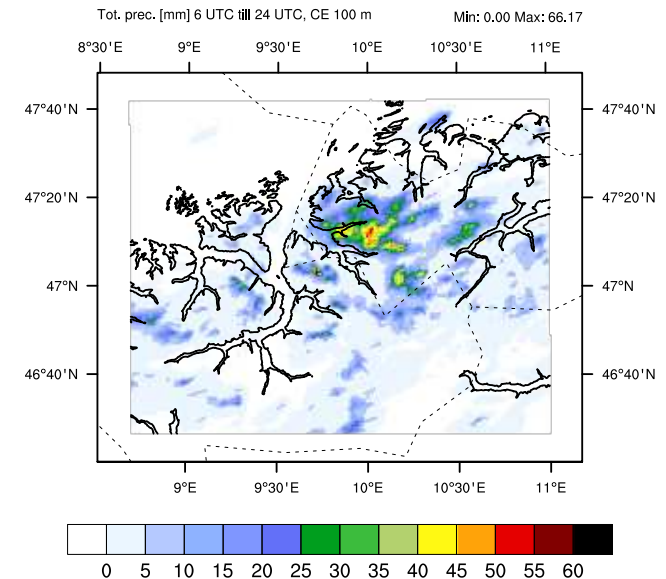 Tot. prec. [mm] 6 UTC till 24 UTC, CE 100 m Min: 0.00 Max: 66.17
8°30'E 9°E 9°30'E 10°E 10°30'E 11°E
47°40'N 47°40'N
47°20'N 47°20'N
47°N 47°N
46°40'N 46°40'N
9°E 9°30'E 10°E 10°30'E 11°E
0 5 10 15 20 25 30 35 40 45 50 55 60